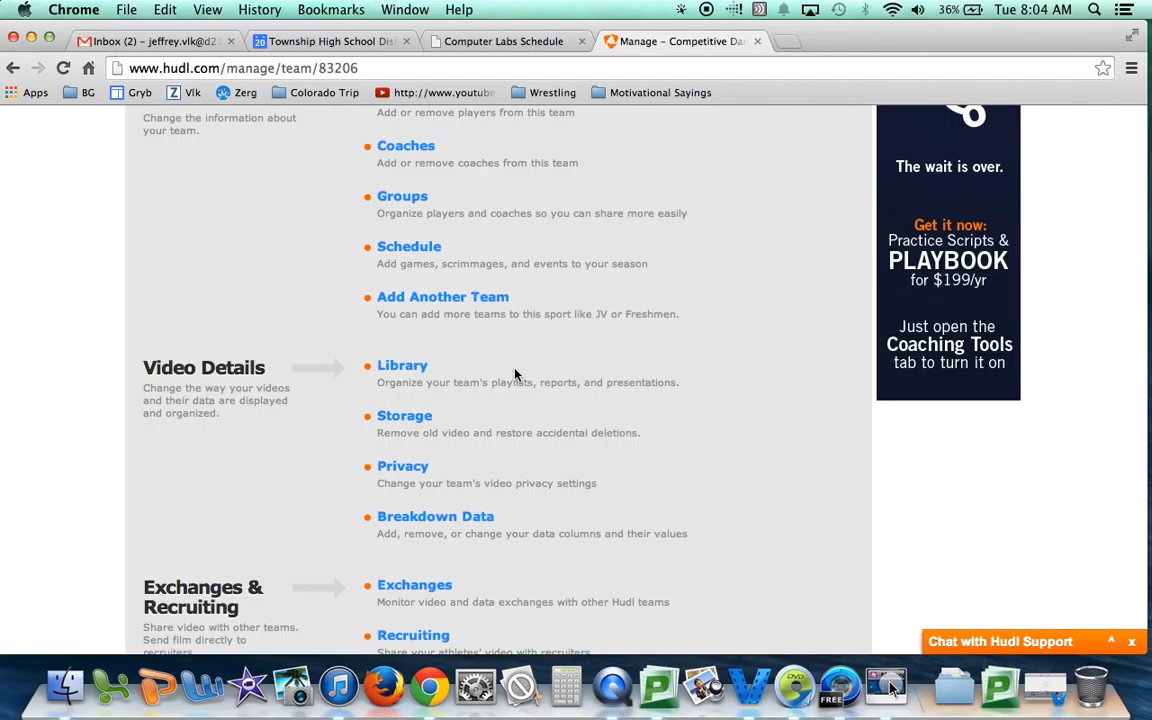 Chrome File Edit View History Bookmarks Window Help 36% Tue 8:04 AM
Inbox (2) – jeffrey.vlk@d21 Township High School Dis Computer Labs Schedule Manage – Competitive Dan
www.hudl.com/manage/team/83206
Apps BG Gryb Vlk Zerg Colorado Trip http://www.youtube Wrestling Motivational Sayings
Change the information about
your team.
Add or remove players from this team
Coaches
Add or remove coaches from this team
Groups
Organize players and coaches so you can share more easily
Schedule
Add games, scrimmages, and events to your season
Add Another Team
You can add more teams to this sport like JV or Freshmen.
Video Details
Change the way your videos
and their data are displayed
and organized.
Library
Organize your team's playlists, reports, and presentations.
Storage
Remove old video and restore accidental deletions.
Privacy
Change your team's video privacy settings
Breakdown Data
Add, remove, or change your data columns and their values
Exchanges &
Recruiting
Share video with other teams.
Send film directly to
recruiters.
Exchanges
Monitor video and data exchanges with other Hudl teams
Recruiting
Share your athletes' video with recruiters
The wait is over.
Get it now:
Practice Scripts &
PLAYBOOK
for $199/yr
Just open the
Coaching Tools
tab to turn it on
Chat with Hudl Support ^ x
FREE